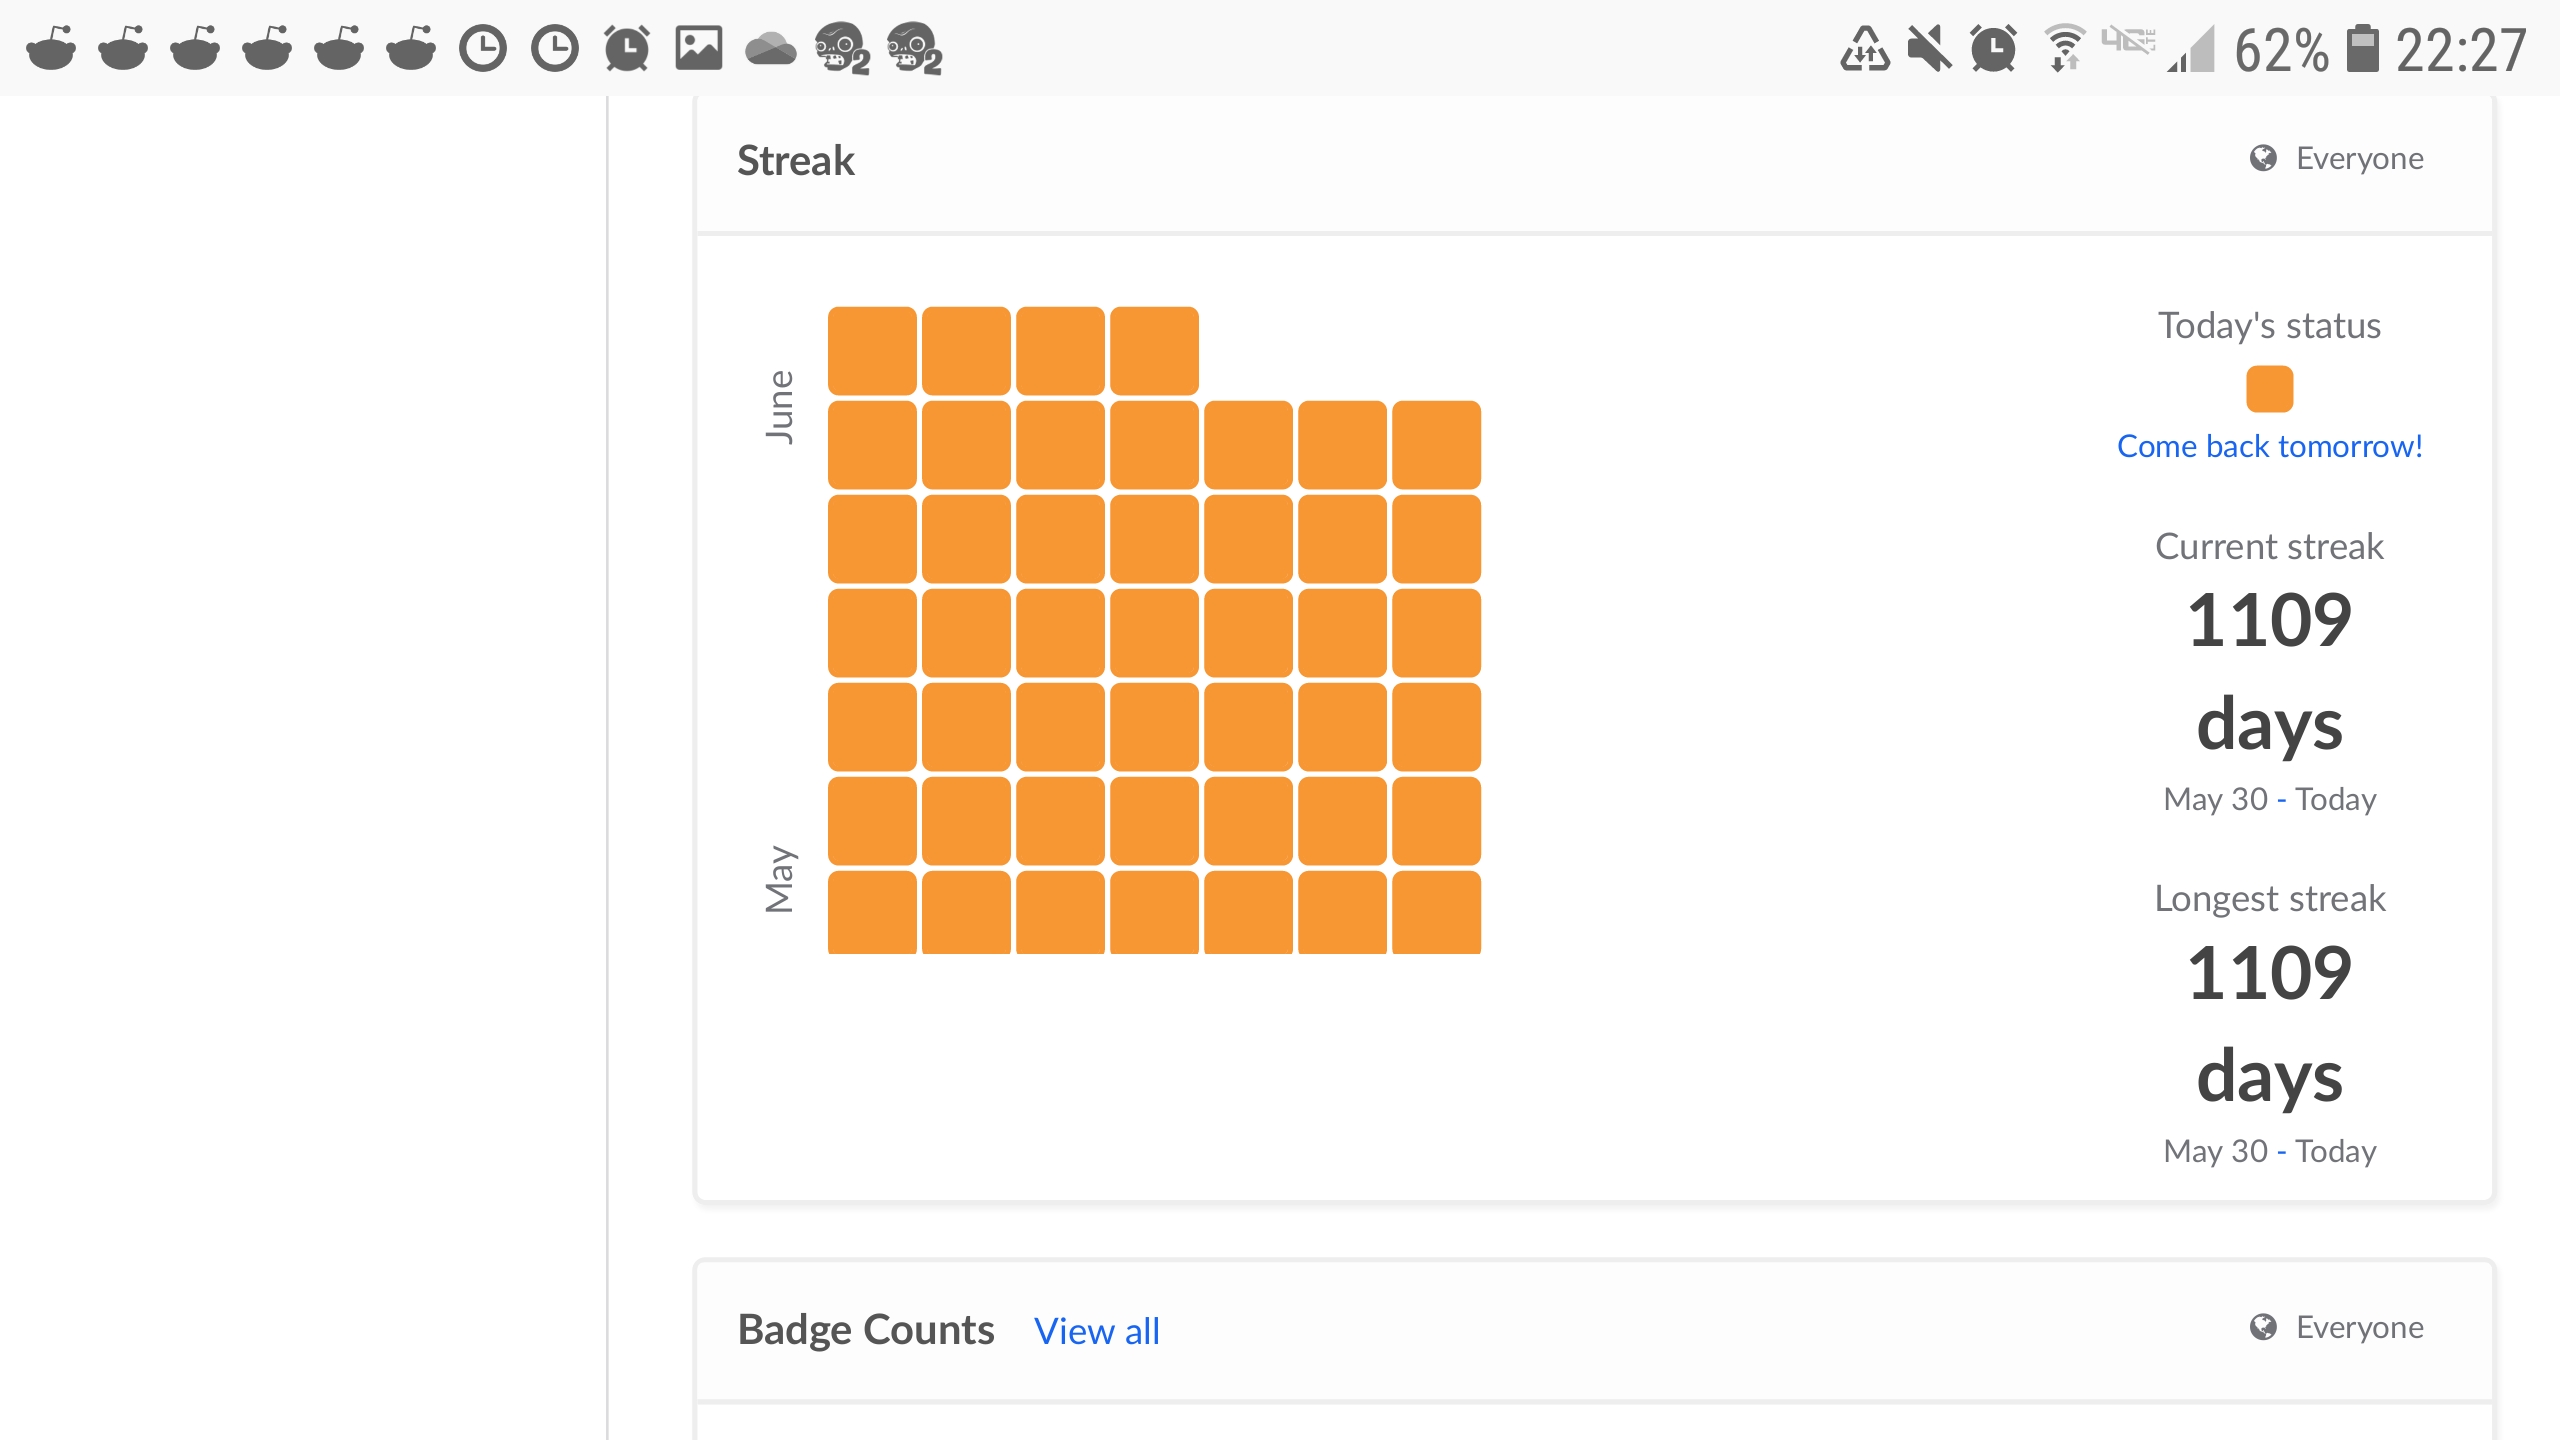 62% 22:27
Streak
Everyone
June
May
Today's status
Come back tomorrow!
Current streak
1109
days
May 30 - Today
Longest streak
1109
days
May 30 - Today
Badge Counts View all
Everyone